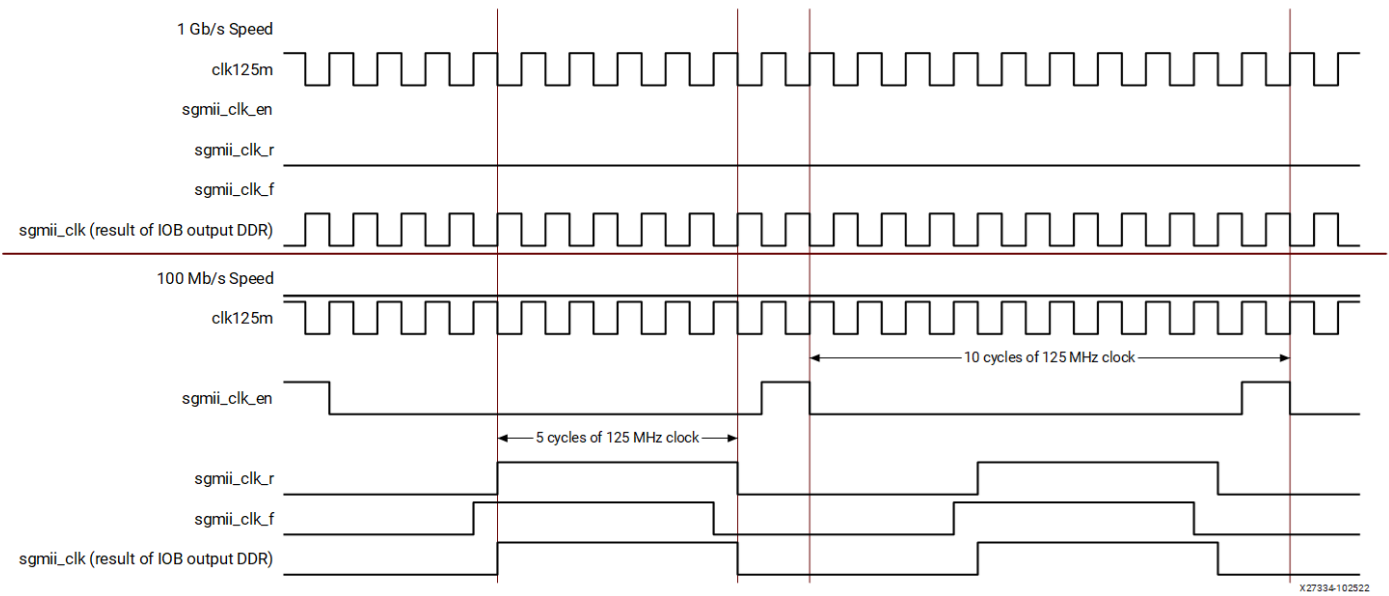 1 Gb/s Speed
clk125m
sgmii_clk_en
sgmii_clk_r
sgmii_clk_f
sgmii_clk (result of IOB output DDR)
100 Mb/s Speed
clk125m
10 cycles of 125 MHz clock
sgmii_clk_en
5 cycles of 125 MHz clock
sgmii_clk_r
sgmii_clk_f
sgmii_clk (result of IOB output DDR)
X27334-102522